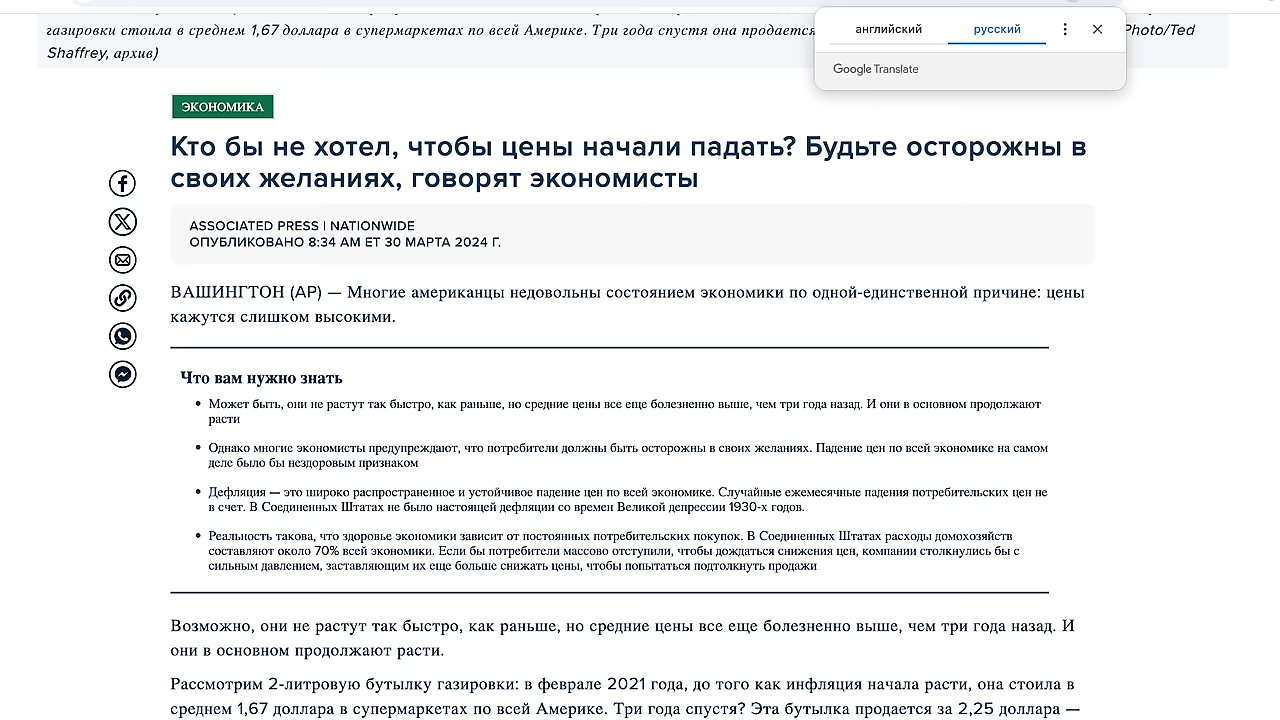 газировки стоила в среднем 1,67 доллара в супермаркетах по всей Америке. Три года спустя она продается
Photo/Ted
Shaffrey, архив)
английский
русский
Google Translate
ЭКОНОМИКА
Кто бы не хотел, чтобы цены начали падать? Будьте осторожны в
своих желаниях, говорят экономисты
ASSOCIATED PRESS | NATIONWIDE
ОПУБЛИКОВАНО 8:34 AM ET 30 МАРТА 2024 Г.
ВАШИНГТОН (AP) — Многие американцы недовольны состоянием экономики по одной-единственной причине: цены
кажутся слишком высокими.
Что вам нужно знать
Может быть, они не растут так быстро, как раньше, но средние цены все еще болезненно выше, чем три года назад. И они в основном продолжают
расти
Однако многие экономисты предупреждают, что потребители должны быть осторожны в своих желаниях. Падение цен по всей экономике на самом
деле было бы нездоровым признаком
Дефляция — это широко распространенное и устойчивое падение цен по всей экономике. Случайные ежемесячные падения потребительских цен не
в счет. В Соединенных Штатах не было настоящей дефляции со времен Великой депрессии 1930-х годов.
Реальность такова, что здоровье экономики зависит от постоянных потребительских покупок. В Соединенных Штатах расходы домохозяйств
составляют около 70% всей экономики. Если бы потребители массово отступили, чтобы дождаться снижения цен, компании столкнулись бы с
сильным давлением, заставляющим их еще больше снижать цены, чтобы попытаться подтолкнуть продажи
Возможно, они не растут так быстро, как раньше, но средние цены все еще болезненно выше, чем три года назад. И
они в основном продолжают расти.
Рассмотрим 2-литровую бутылку газировки: в феврале 2021 года, до того как инфляция начала расти, она стоила в
среднем 1,67 доллара в супермаркетах по всей Америке. Три года спустя? Эта бутылка продается за 2,25 доллара —